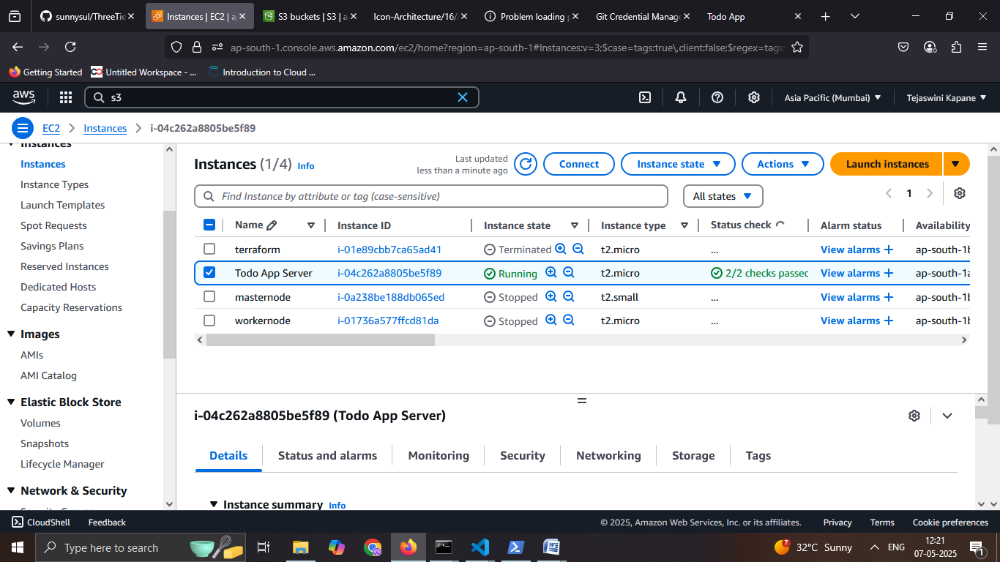 sunnysul/ThreeTie
Instances | EC2 | a
S3 buckets | S3 | a
Icon-Architecture/16/
Problem loading p
Git Credential Manage
Todo App
ap-south-1.console.aws.amazon.com/ec2/home?region=ap-south-1#Instances:v=3;$case=tags:true\,client:false;$regex=tags:
Getting Started
Untitled Workspace - ...
Introduction to Cloud ...
aws
s3
Asia Pacific (Mumbai)
Tejaswini Kapane
EC2
Instances
i-04c262a8805be5f89
Instances
Instances
Instance Types
Launch Templates
Spot Requests
Savings Plans
Reserved Instances
Dedicated Hosts
Capacity Reservations
Images
AMIs
AMI Catalog
Elastic Block Store
Volumes
Snapshots
Lifecycle Manager
Network & Security
Instances (1/4) Info
Last updated
less than a minute ago
Connect
Instance state
Actions
Launch instances
Find Instance by attribute or tag (case-sensitive)
All states
1
Name Instance ID Instance state Instance type Status check Alarm status Availability
terraform i-01e89cbb7ca65ad41 Terminated t2.micro ... View alarms + ap-south-1b
Todo App Server i-04c262a8805be5f89 Running t2.micro 2/2 checks passec View alarms + ap-south-1a
masternode i-0a238be188db065ed Stopped t2.small ... View alarms + ap-south-1b
workernode i-01736a577ffcd81da Stopped t2.micro ... View alarms + ap-south-1b
i-04c262a8805be5f89 (Todo App Server)
Details
Status and alarms
Monitoring
Security
Networking
Storage
Tags
Instance summary Info
CloudShell
Feedback
© 2025, Amazon Web Services, Inc. or its affiliates.
Privacy
Terms
Cookie preferences
Type here to search
7
32°C Sunny
ENG
12:21
07-05-2025
1